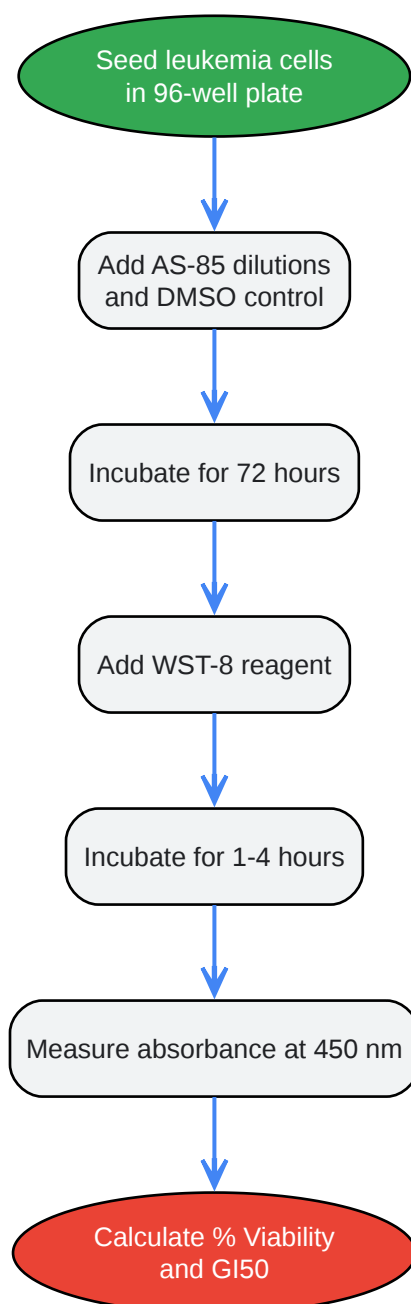 Seed leukemia cells
in 96-well plate
Add AS-85 dilutions
and DMSO control
Incubate for 72 hours
Add WST-8 reagent
Incubate for 1-4 hours
Measure absorbance at 450 nm
Calculate % Viability
and GI50